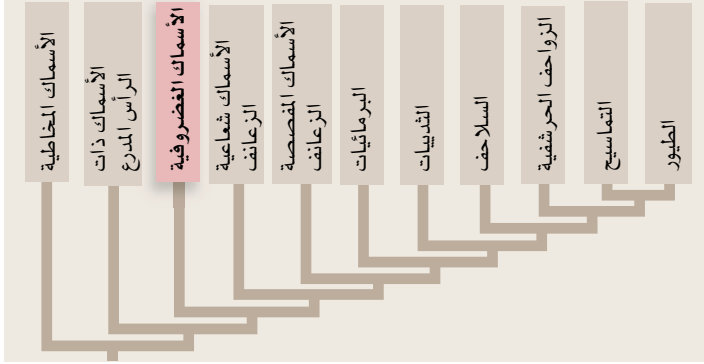 الأسماك المخاطية
الأسماك ذات
الرأس المدرع
الأسماك الغضروفية
الأسماك شعاعية
الزعانف
الأسماك المفصصة
الزعانف
البرمائيات
الثدييات
السلاحف
الزواحف الحرشفية
التماسيح
الطيور